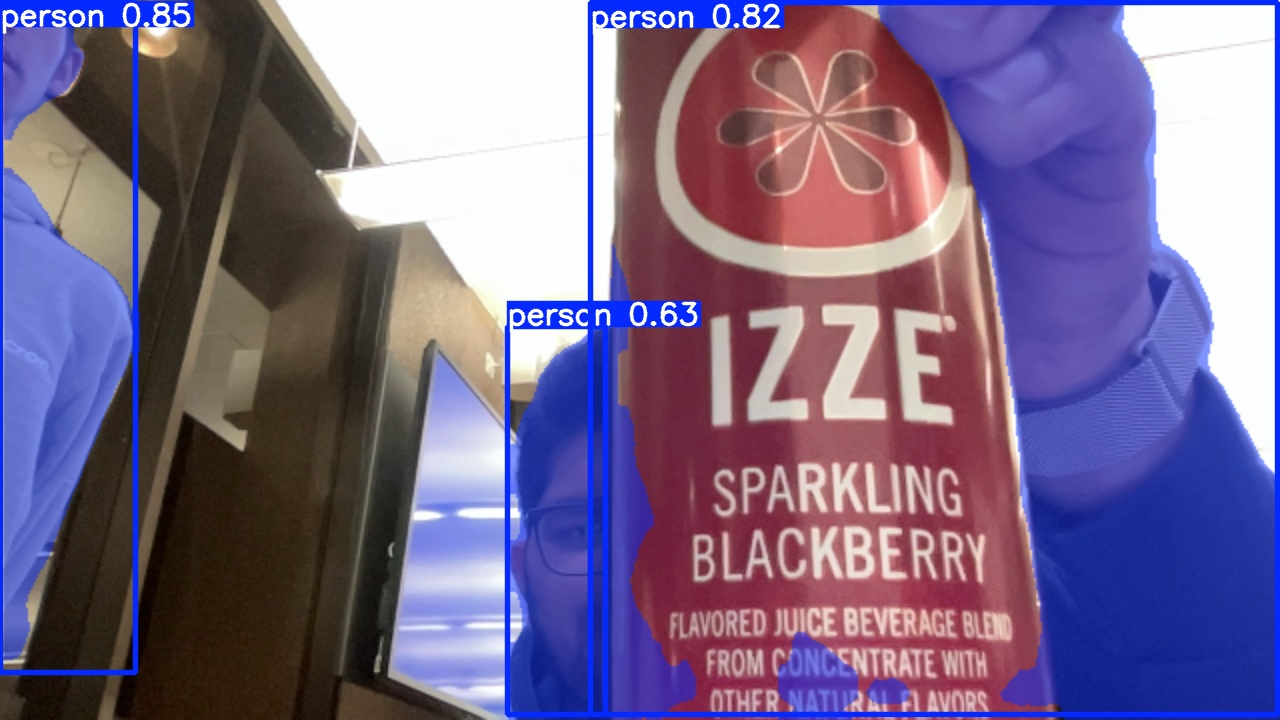 person 0.85
person 0.82
person 0.63
IZZE®
SPARKLING
BLACKBERRY
FLAVORED JUICE BEVERAGE BLEND
FROM CONCENTRATE WITH
OTHER NATURAL FLAVORS